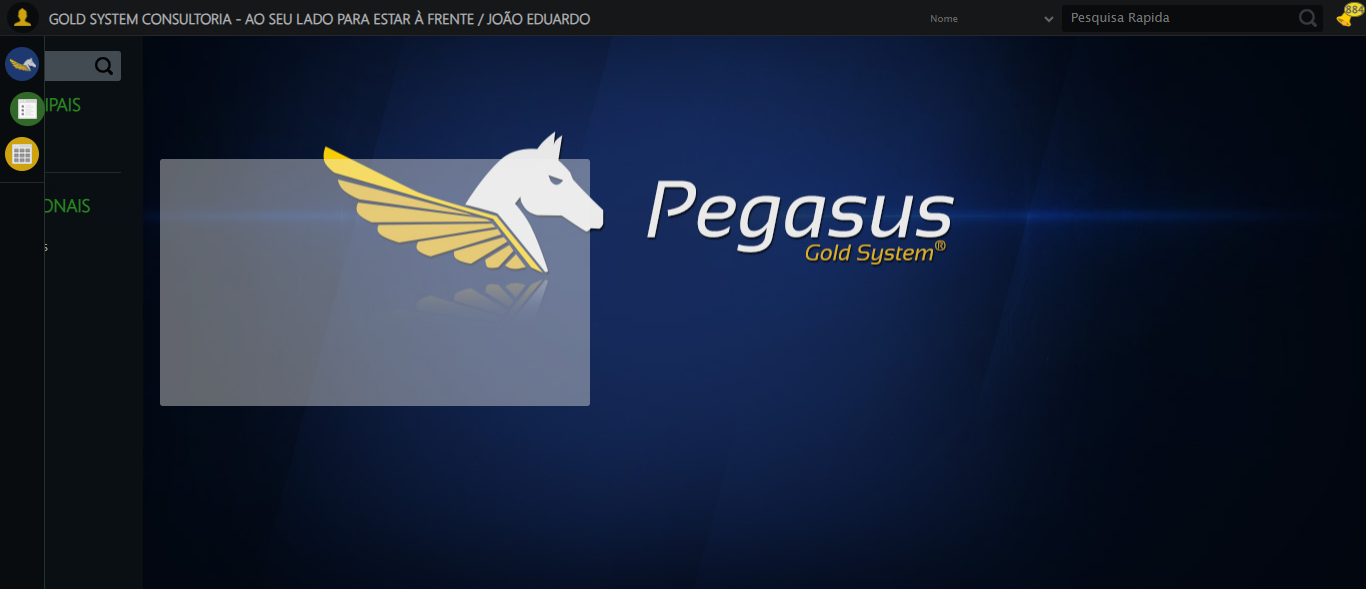 GOLD SYSTEM CONSULTORIA - AO SEU LADO PARA ESTAR À FRENTE / JOÃO EDUARDO
Nome
Pesquisa Rapida
884
IPAIS
ONAIS
s
Pegasus
Gold System®